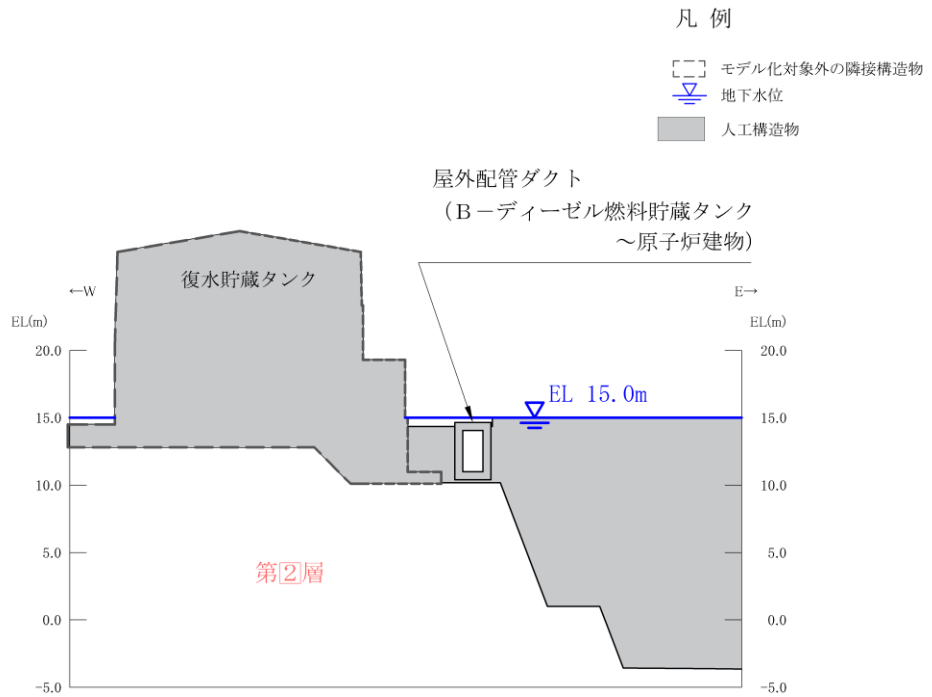 凡 例
モデル化対象外の隣接構造物
地下水位
人工構造物
屋外配管ダクト
（B－ディーゼル燃料貯蔵タンク
～原子炉建物）
復水貯蔵タンク
←W
E→
EL(m)
EL(m)
20.0
20.0
EL 15.0m
15.0
15.0
10.0
10.0
5.0
5.0
第2層
0.0
0.0
-5.0
-5.0